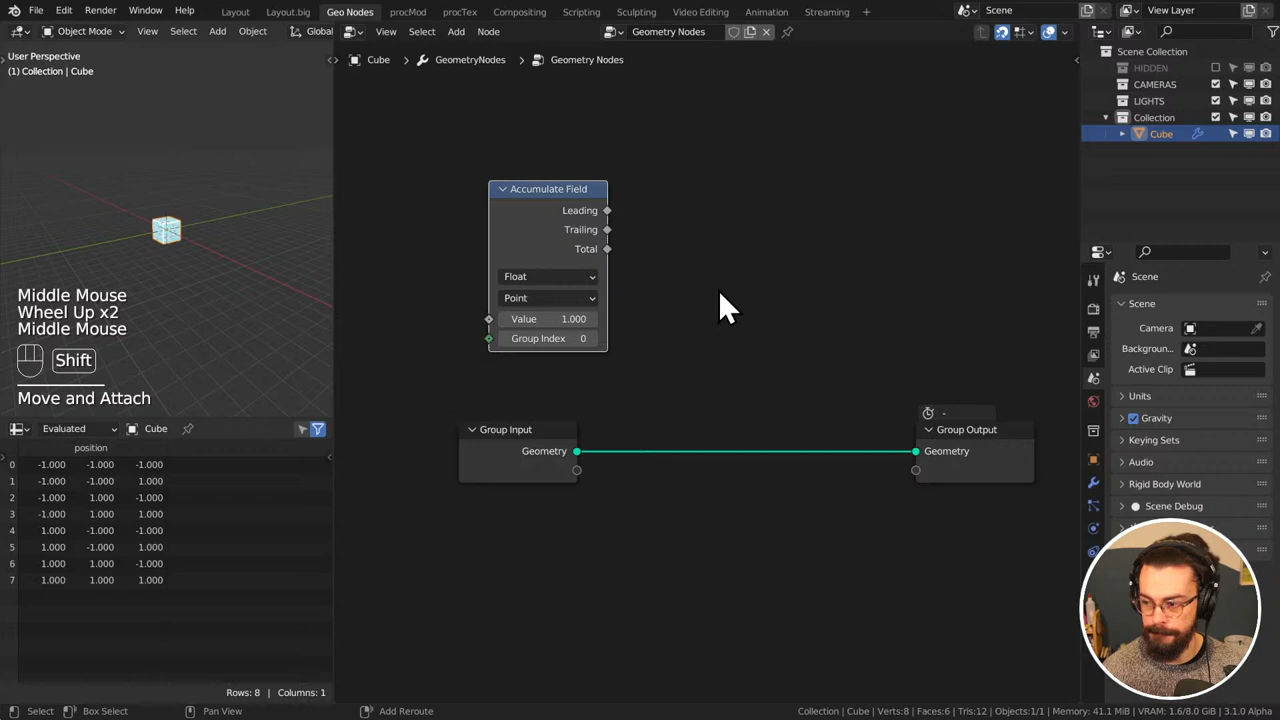 File Edit Render Window Help Layout Layout.big Geo Nodes procMod procTex Compositing Scripting Sculpting Video Editing Animation Streaming + Scene View Layer
Object Mode View Select Add Object Global View Select Add Node Geometry Nodes
User Perspective
(1) Collection | Cube
Cube GeometryNodes Geometry Nodes
Scene Collection
HIDDEN
CAMERAS
LIGHTS
Collection
Cube
Accumulate Field
Leading
Trailing
Total
Float
Point
Value 1.000
Group Index 0
Middle Mouse
Wheel Up x2
Middle Mouse
Shift
Move and Attach
Group Input
Geometry
-
Group Output
Geometry
Scene
Scene
Camera
Backgroun..
Active Clip
Units
Gravity
Keying Sets
Audio
Rigid Body World
Scene Debug
Evaluated Cube
position
0 -1.000 -1.000 -1.000
1 -1.000 -1.000 1.000
2 -1.000 1.000 -1.000
3 -1.000 1.000 1.000
4 1.000 -1.000 -1.000
5 1.000 -1.000 1.000
6 1.000 1.000 -1.000
7 1.000 1.000 1.000
Rows: 8 | Columns: 1
Select Box Select Pan View Add Reroute Collection | Cube | Verts:8 | Faces:6 | Tris:12 | Objects:1/1 | Memory: 41.1 MiB | VRAM: 1.6/8.0 GiB | 3.1.0 Alpha